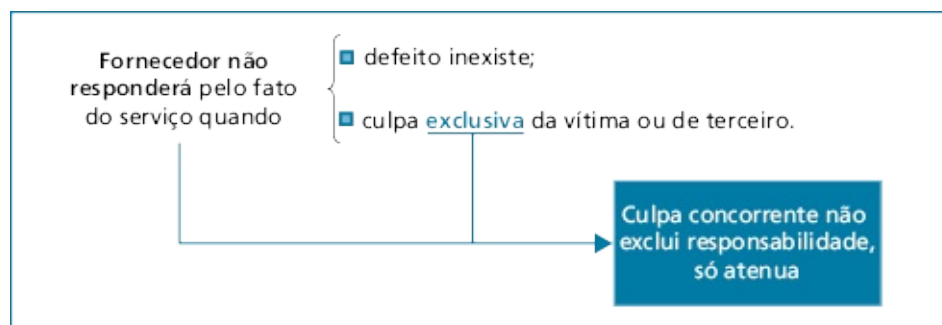 Fornecedor não
responderá pelo fato
do serviço quando
defeito inexiste;
culpa exclusiva da vítima ou de terceiro.
Culpa concorrente não
exclui responsabilidade,
só atenua